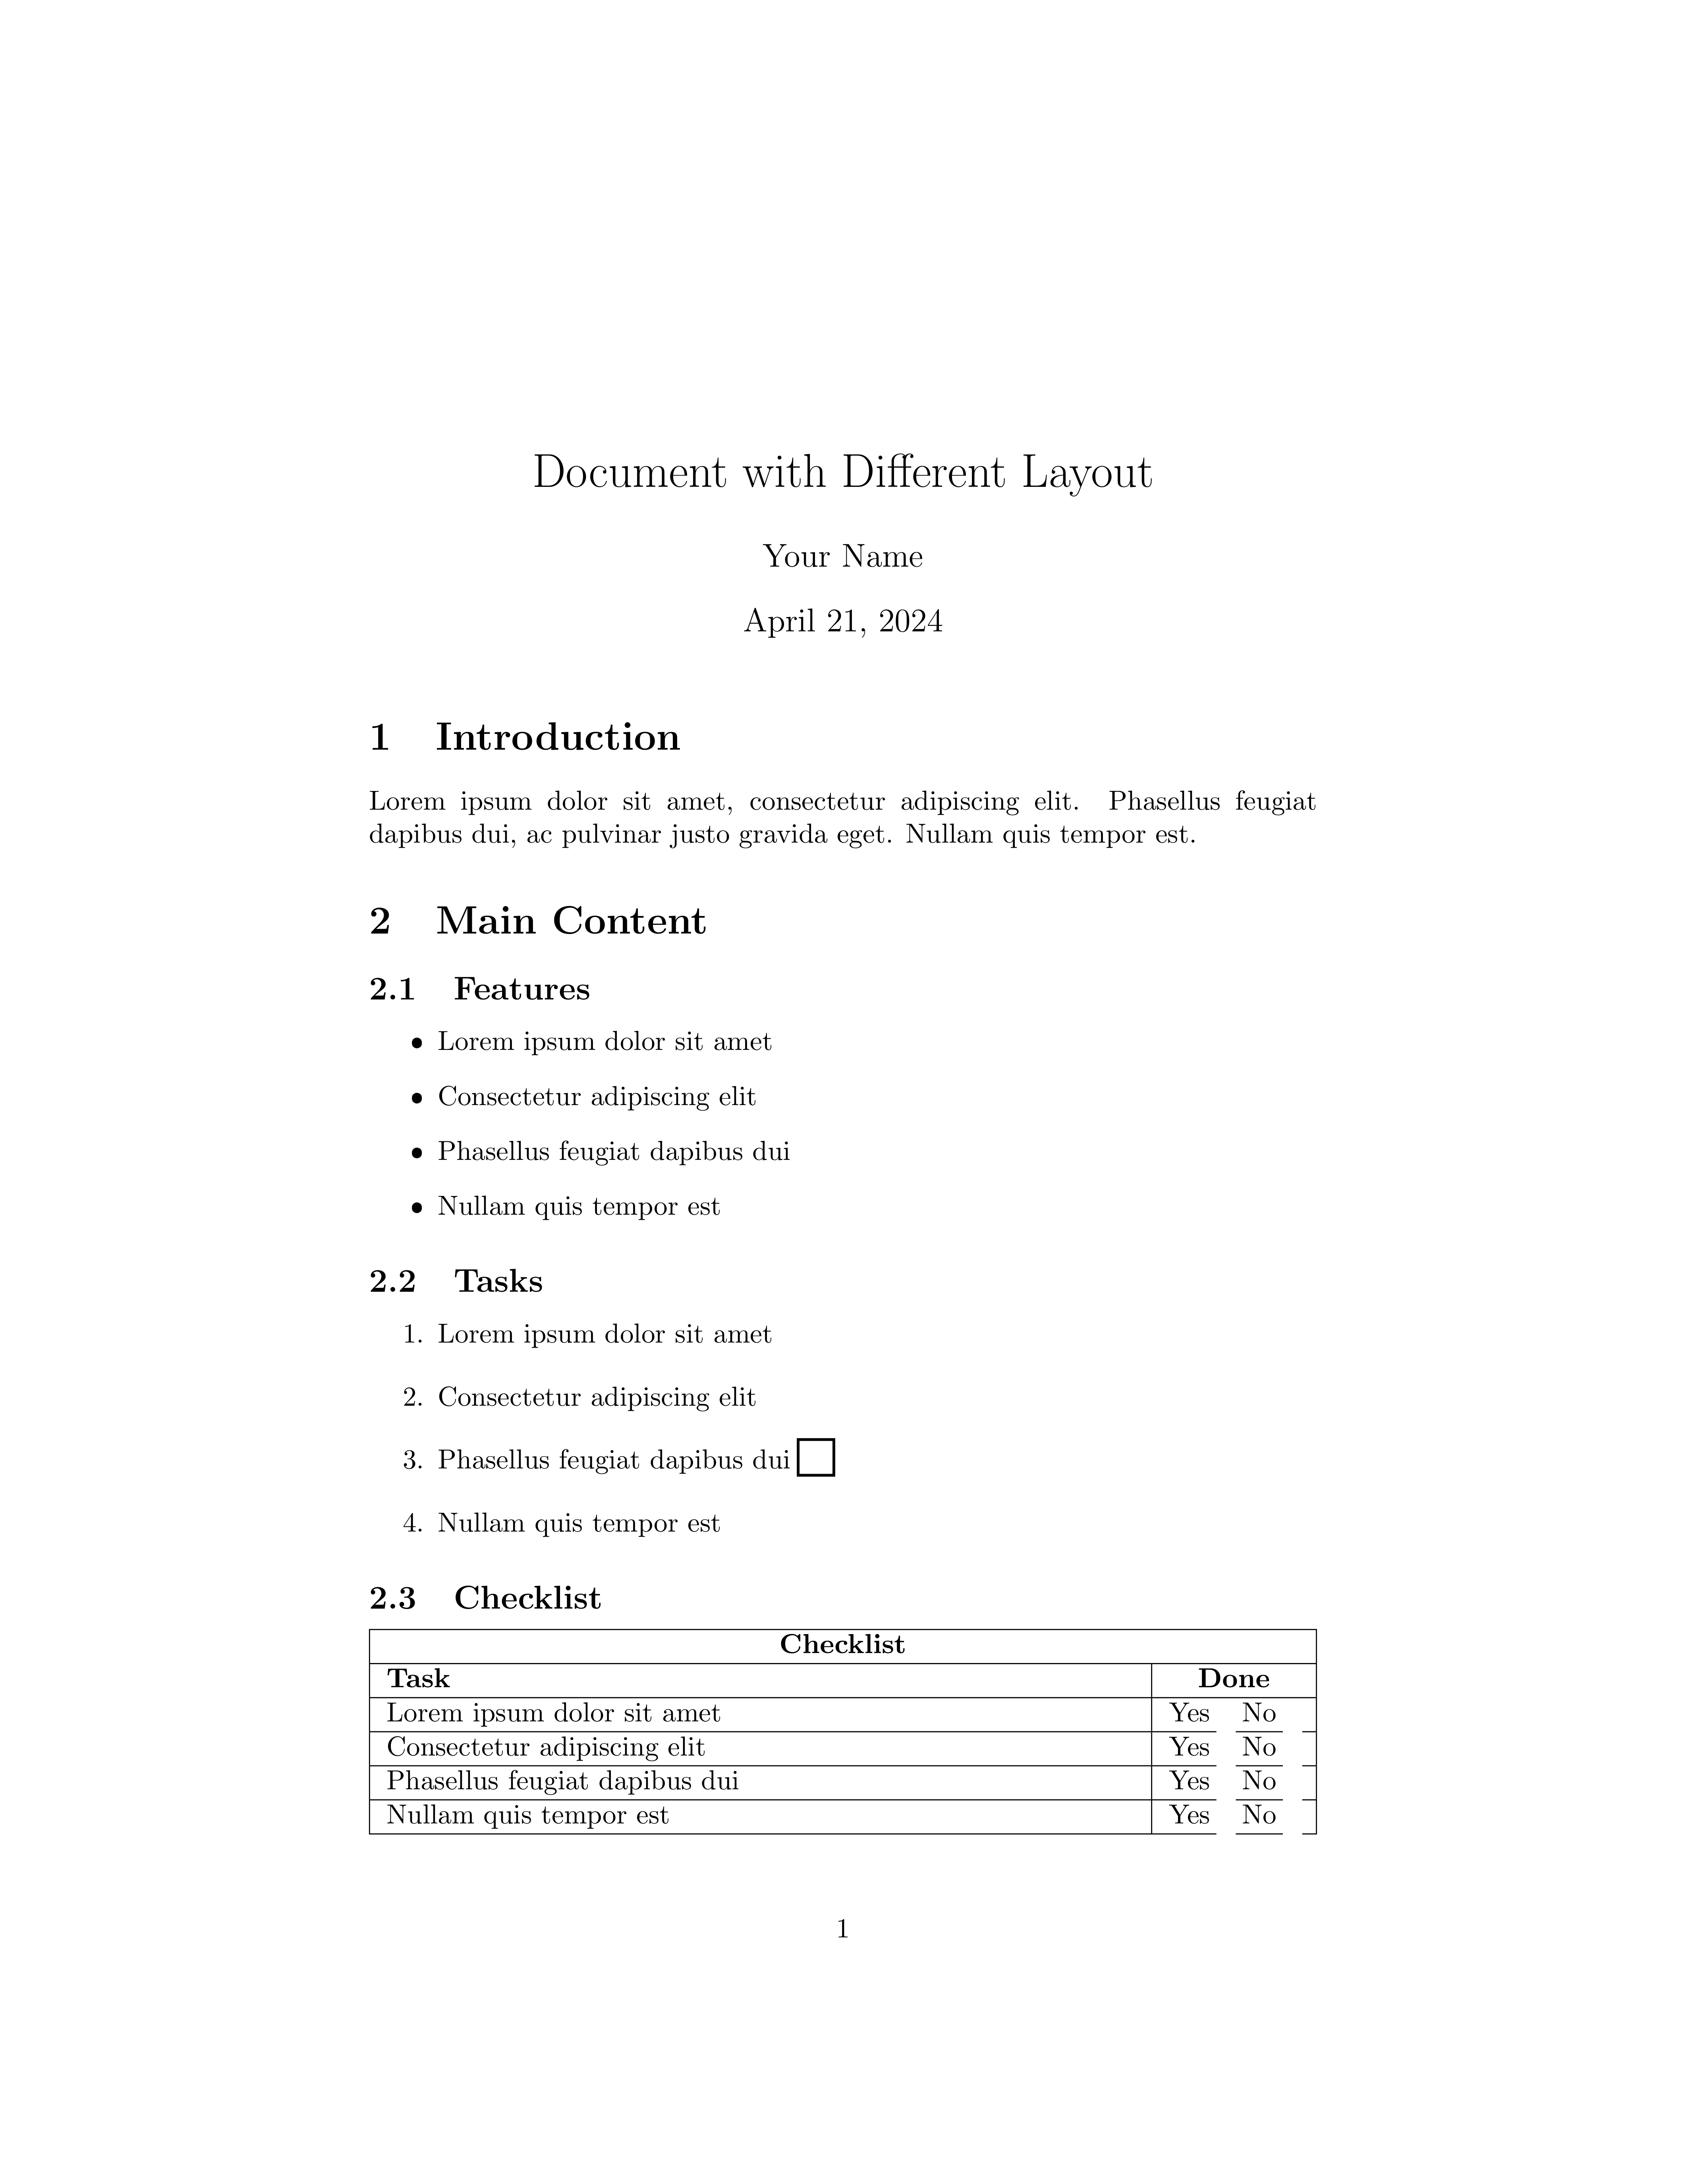 Document with Different Layout
Your Name
April 21, 2024
1 Introduction
Lorem ipsum dolor sit amet, consectetur adipiscing elit. Phasellus feugiat
dapibus dui, ac pulvinar justo gravida eget. Nullam quis tempor est.
2 Main Content
2.1 Features
• Lorem ipsum dolor sit amet
• Consectetur adipiscing elit
• Phasellus feugiat dapibus dui
• Nullam quis tempor est
2.2 Tasks
1. Lorem ipsum dolor sit amet
2. Consectetur adipiscing elit
3. Phasellus feugiat dapibus dui
4. Nullam quis tempor est
2.3 Checklist
Checklist
Task Done
Lorem ipsum dolor sit amet Yes No
Consectetur adipiscing elit Yes No
Phasellus feugiat dapibus dui Yes No
Nullam quis tempor est Yes No
1